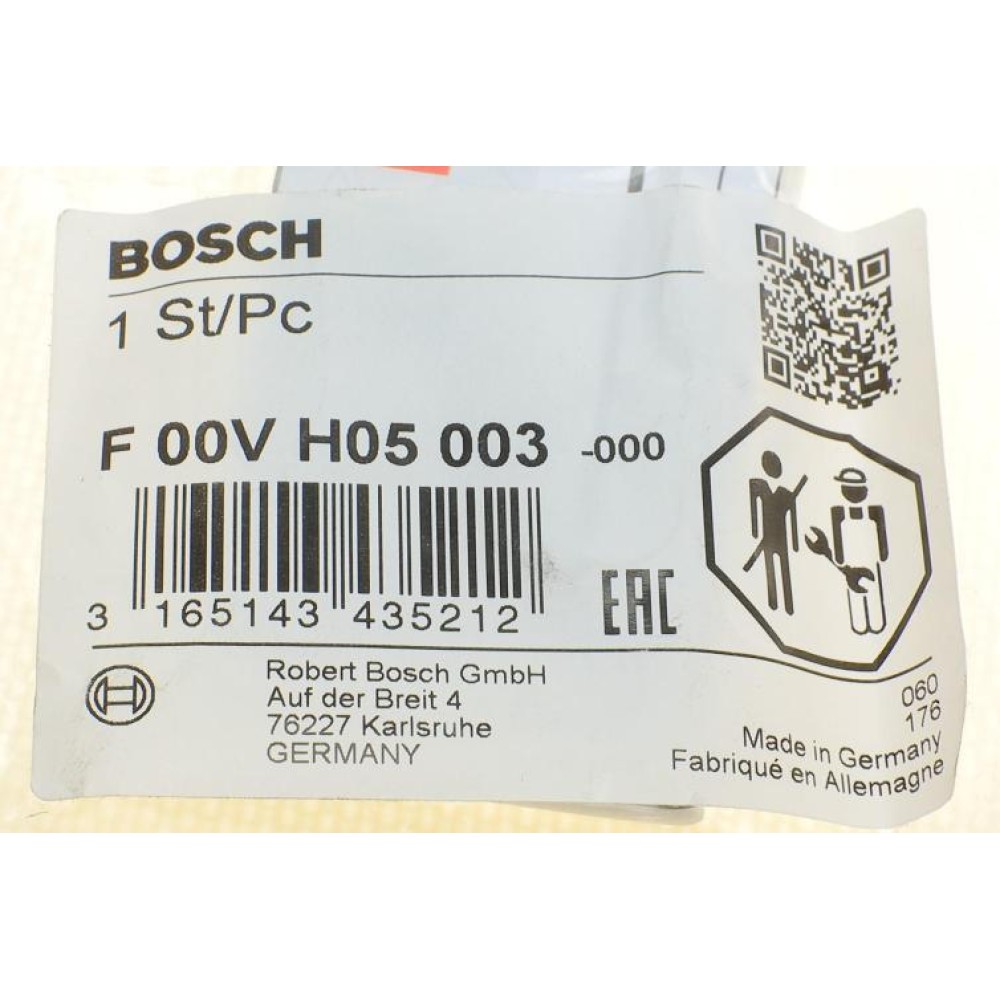 BOSCH
1 St/Pc
F 00V H05 003 -000
3 165143 435212
EAC
Robert Bosch GmbH
Auf der Breit 4
76227 Karlsruhe
GERMANY
060
176
Made in Germany
Fabriqué en Allemagne